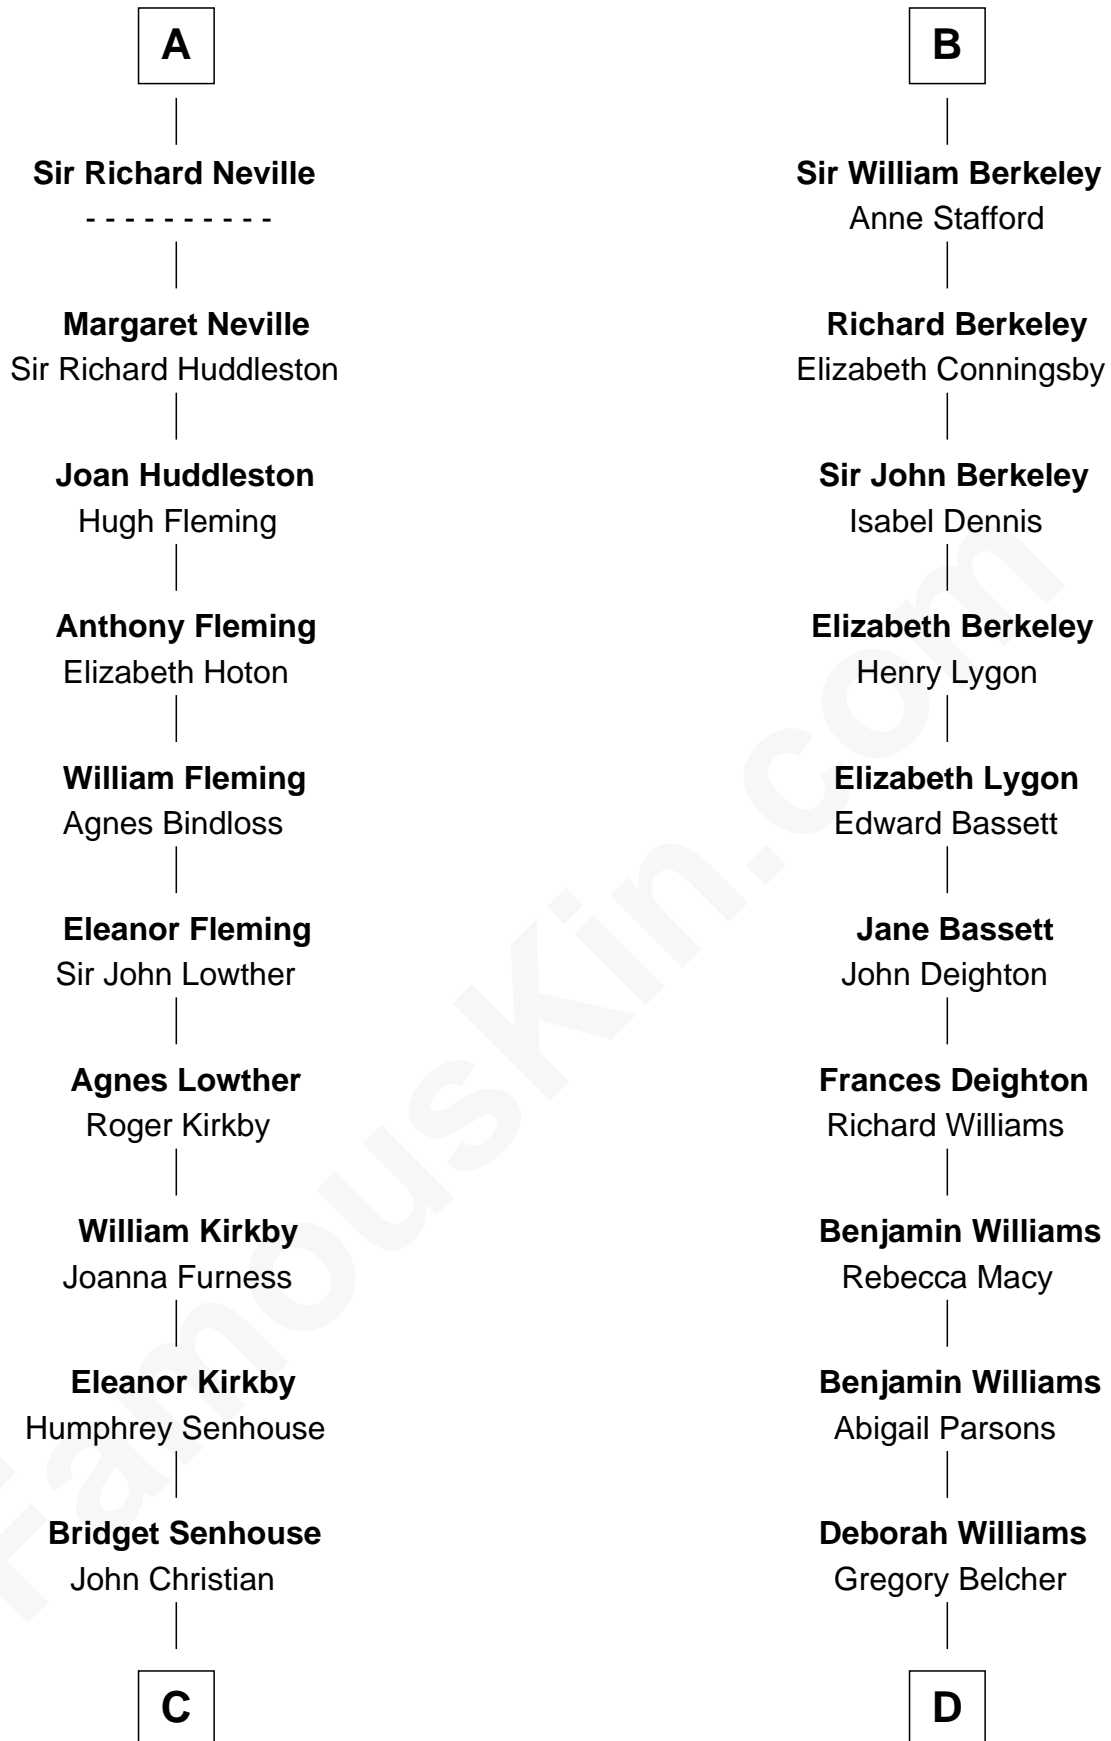 A
Sir Richard Neville
- - - - - - - - - -
Margaret Neville
Sir Richard Huddleston
Joan Huddleston
Hugh Fleming
Anthony Fleming
Elizabeth Hoton
William Fleming
Agnes Bindloss
Eleanor Fleming
Sir John Lowther
Agnes Lowther
Roger Kirkby
William Kirkby
Joanna Furness
Eleanor Kirkby
Humphrey Senhouse
Bridget Senhouse
John Christian
C
B
Sir William Berkeley
Anne Stafford
Richard Berkeley
Elizabeth Conningsby
Sir John Berkeley
Isabel Dennis
Elizabeth Berkeley
Henry Lygon
Elizabeth Lygon
Edward Bassett
Jane Bassett
John Deighton
Frances Deighton
Richard Williams
Benjamin Williams
Rebecca Macy
Benjamin Williams
Abigail Parsons
Deborah Williams
Gregory Belcher
D
FamousKin.com